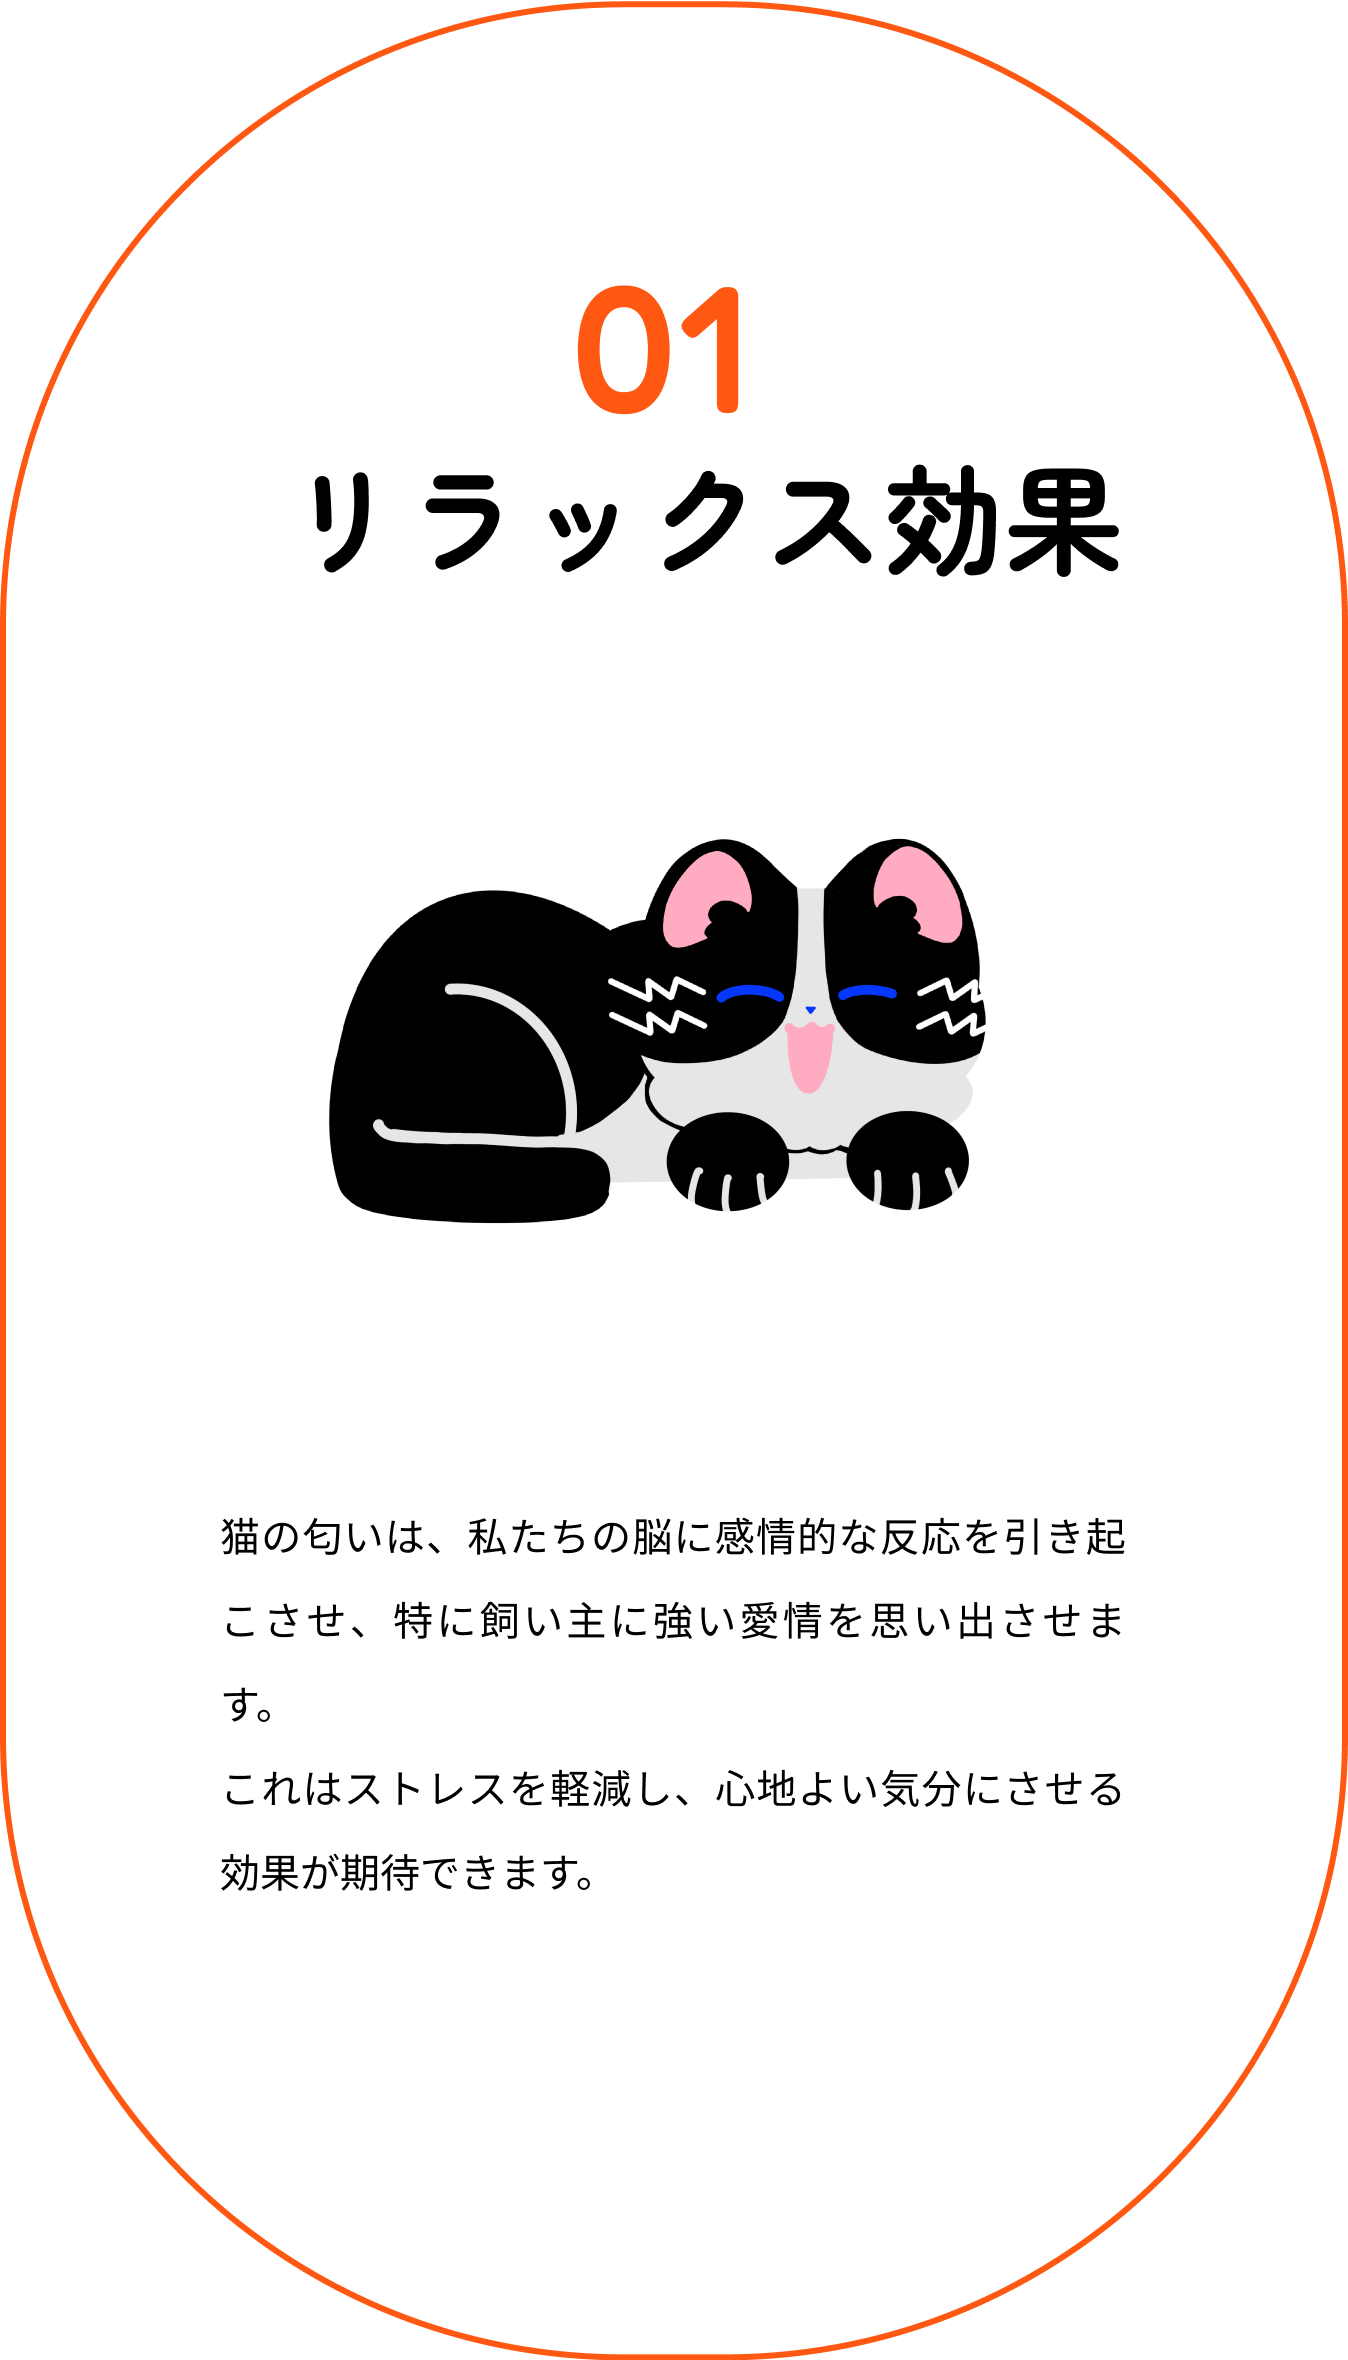 01
リラックス効果
猫の匂いは、私たちの脳に感情的な反応を引き起
こさせ、特に飼い主に強い愛情を思い出させま
す。
これはストレスを軽減し、心地よい気分にさせる
効果が期待できます。